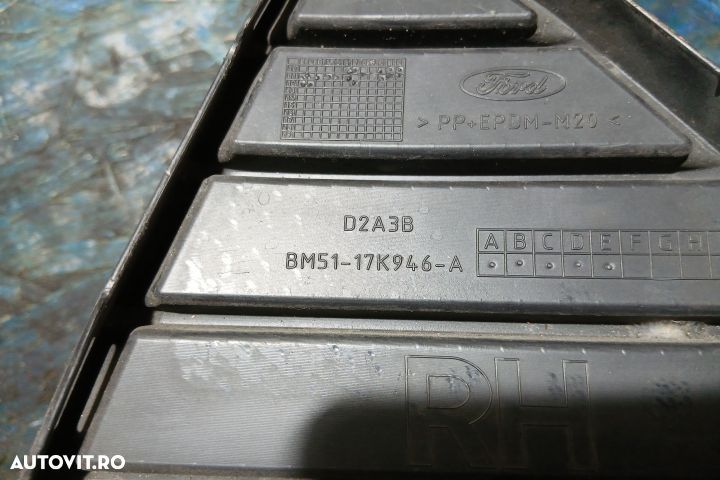 Ford
> PP+EPDM-M20 <
D2A3B
BM51-17K946-A
A B C D E F G H
RH
AUTOVIT.RO